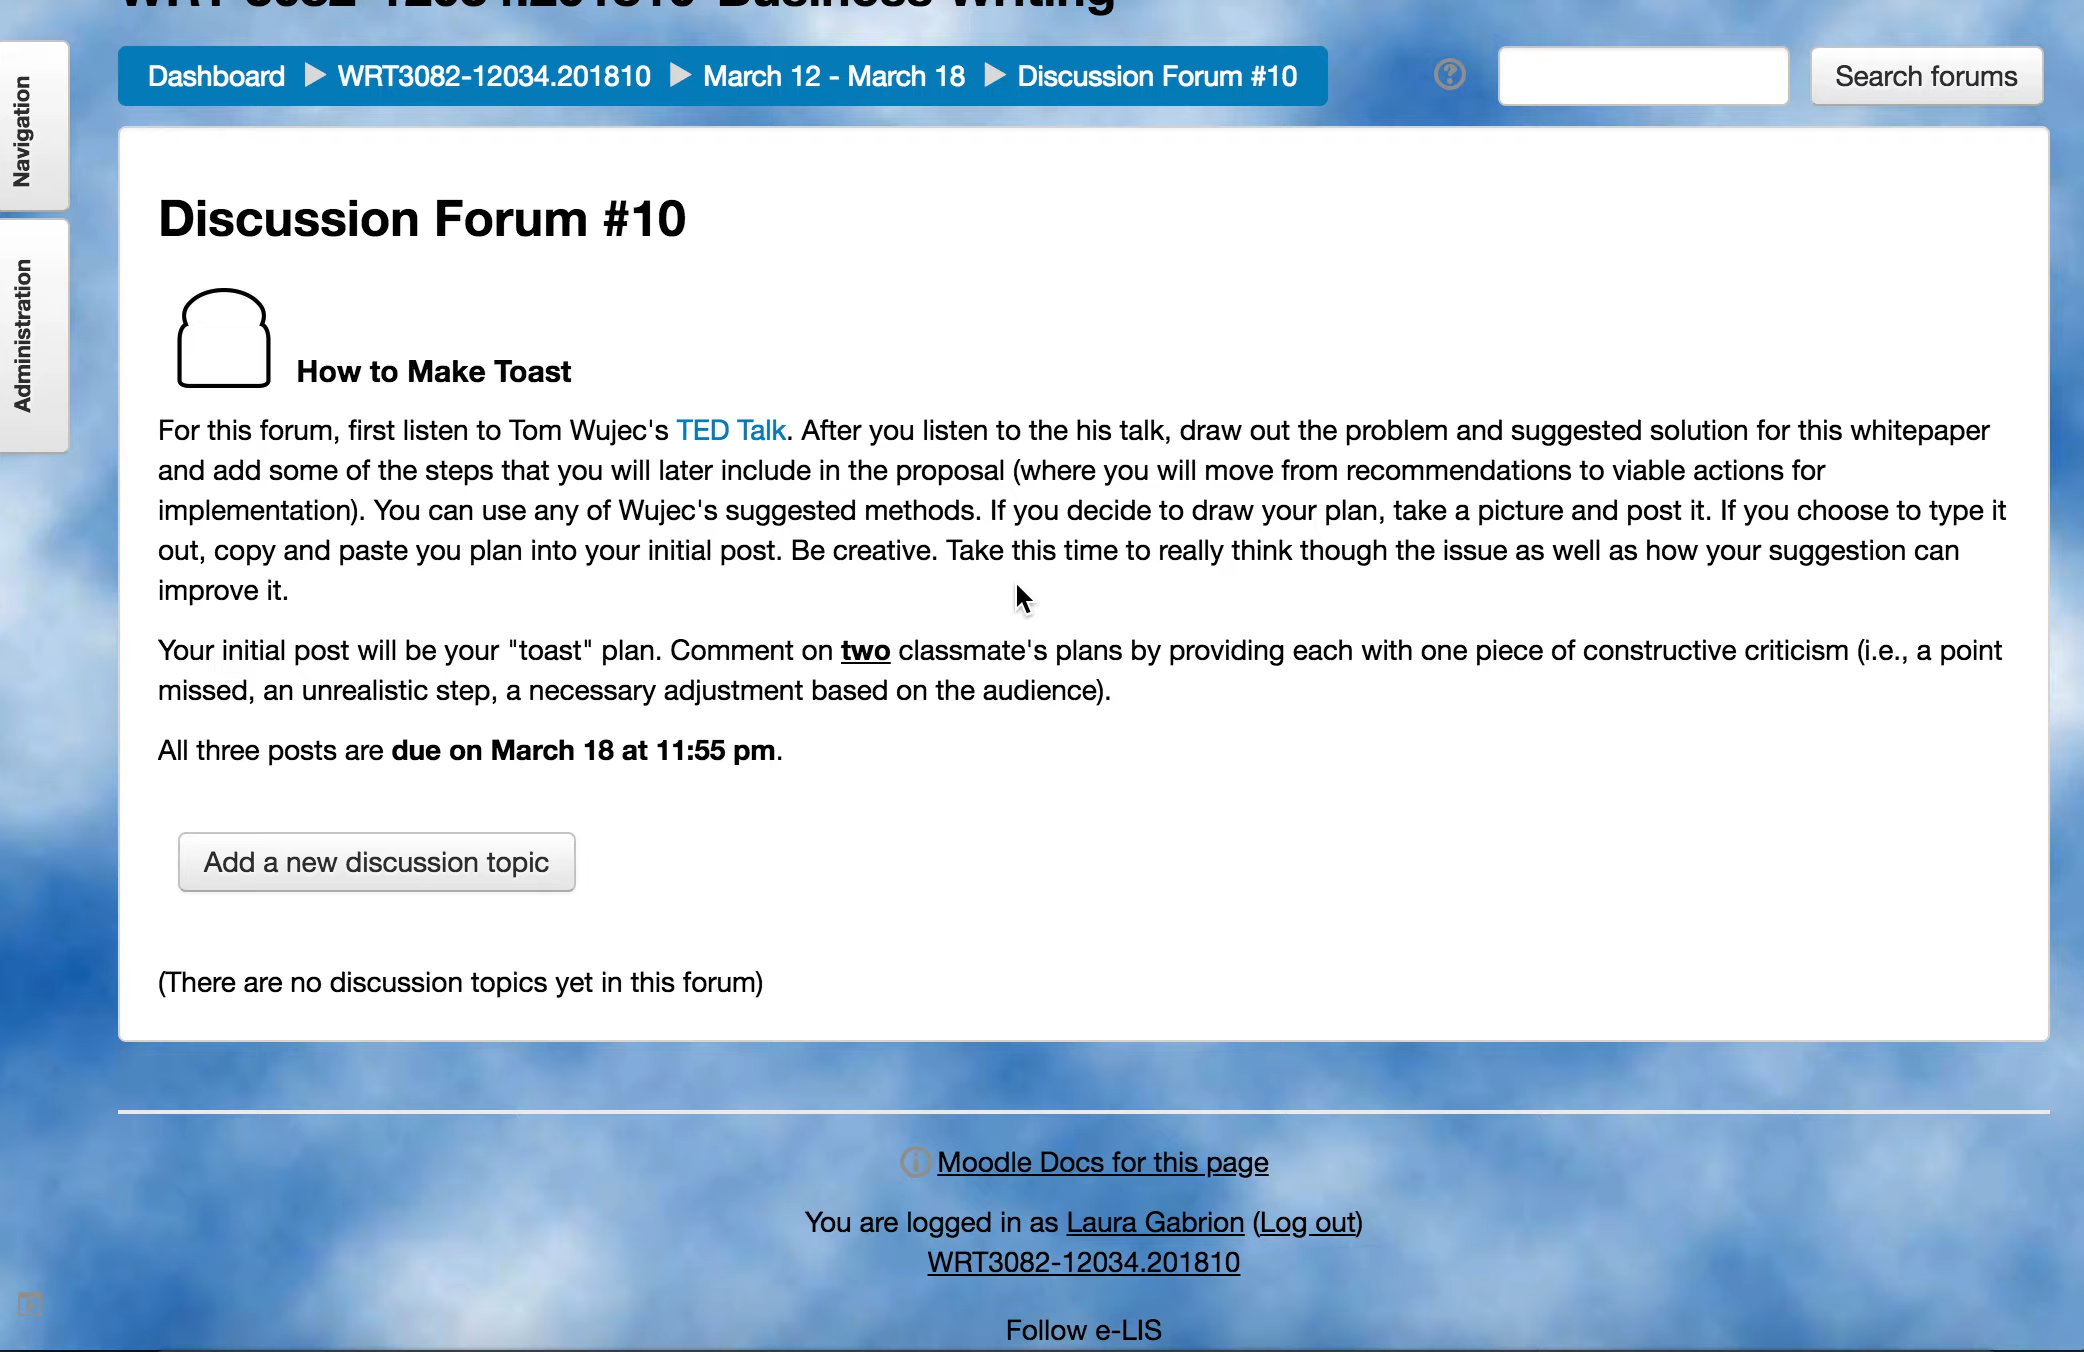 WRT 3082-12034.201810 Business Writing
Navigation
Administration
Dashboard ▶ WRT3082-12034.201810 ▶ March 12 - March 18 ▶ Discussion Forum #10
Search forums
Discussion Forum #10
How to Make Toast
For this forum, first listen to Tom Wujec's TED Talk. After you listen to the his talk, draw out the problem and suggested solution for this whitepaper
and add some of the steps that you will later include in the proposal (where you will move from recommendations to viable actions for
implementation). You can use any of Wujec's suggested methods. If you decide to draw your plan, take a picture and post it. If you choose to type it
out, copy and paste you plan into your initial post. Be creative. Take this time to really think though the issue as well as how your suggestion can
improve it.
Your initial post will be your "toast" plan. Comment on two classmate's plans by providing each with one piece of constructive criticism (i.e., a point
missed, an unrealistic step, a necessary adjustment based on the audience).
All three posts are due on March 18 at 11:55 pm.
Add a new discussion topic
(There are no discussion topics yet in this forum)
Moodle Docs for this page
You are logged in as Laura Gabrion (Log out)
WRT3082-12034.201810
Follow e-LIS